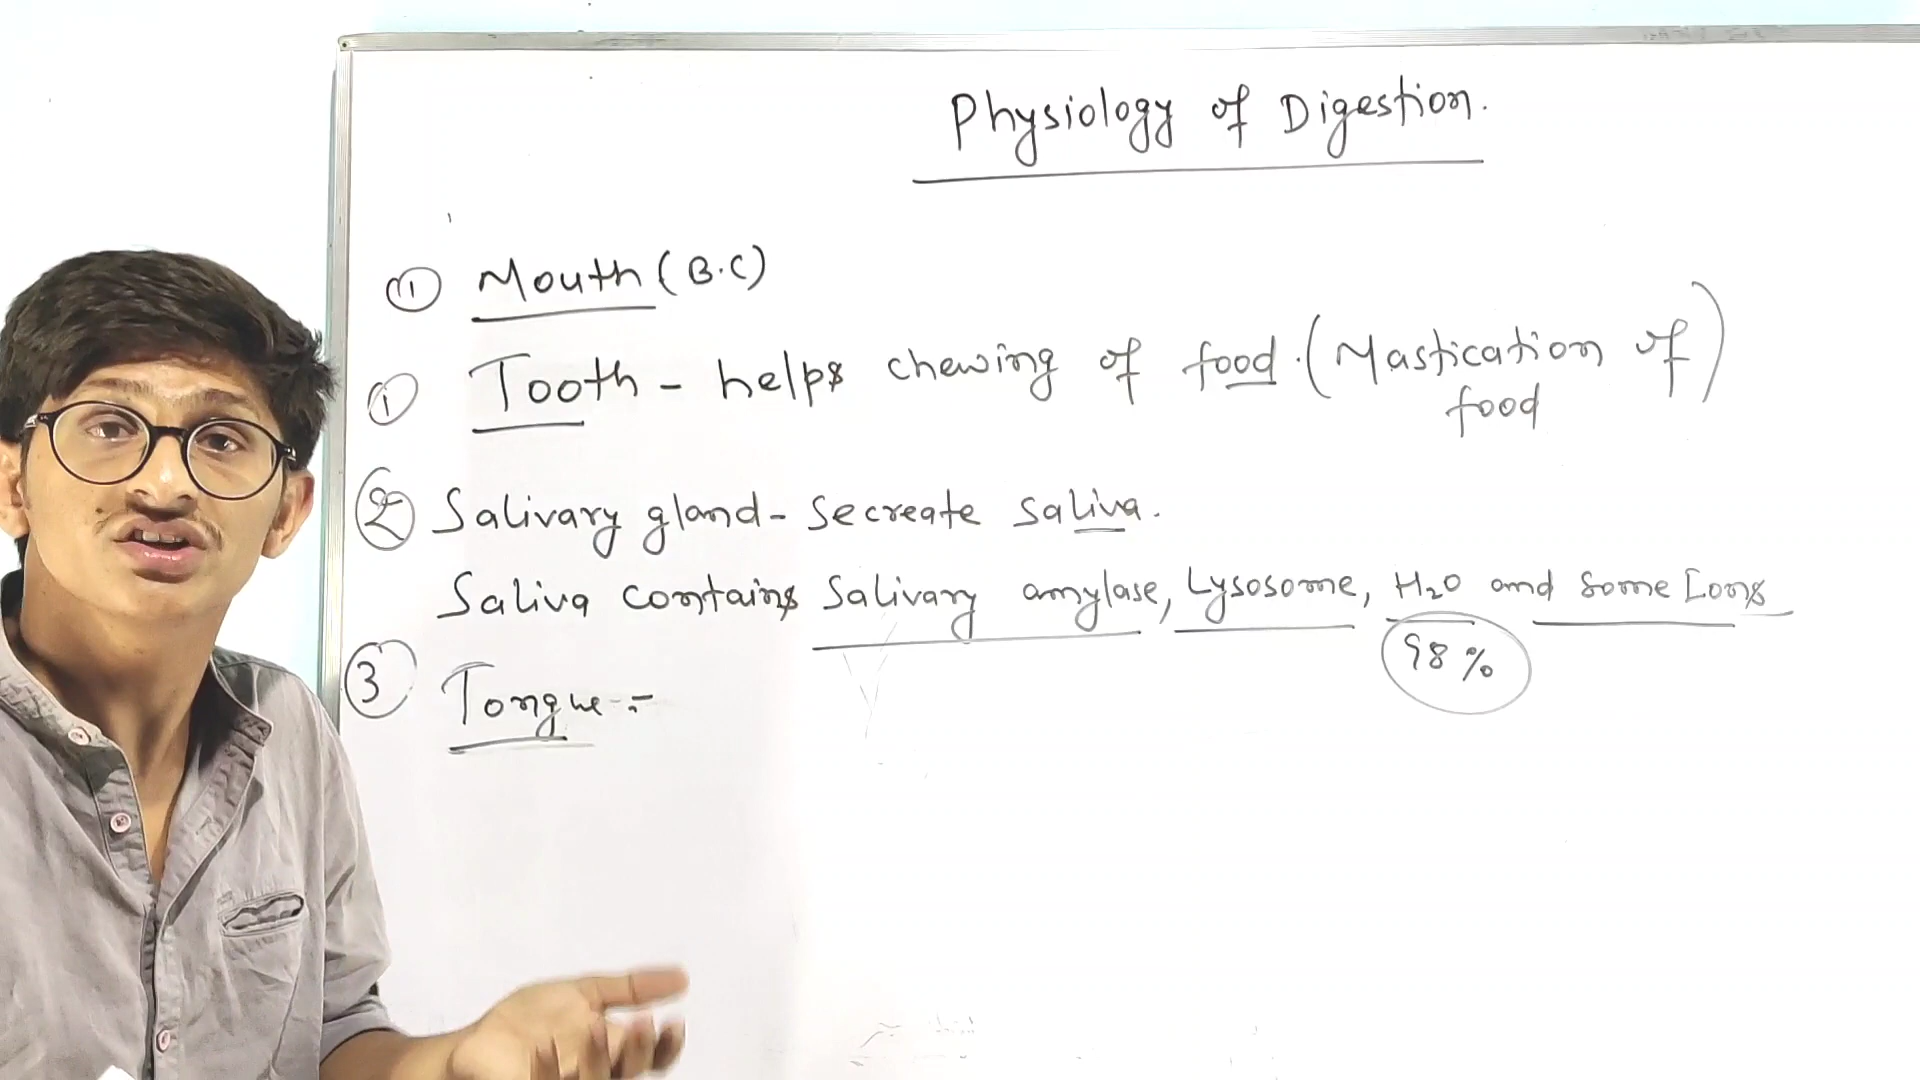 Physiology of Digestion.
① Mouth (B.C)
① Tooth - helps chewing of food. (Mastication of food)
② Salivary gland - Secreate Saliva.
Saliva contains Salivary amylase, Lysosome, H₂O and Some Ions
98%
③ Tongue :-